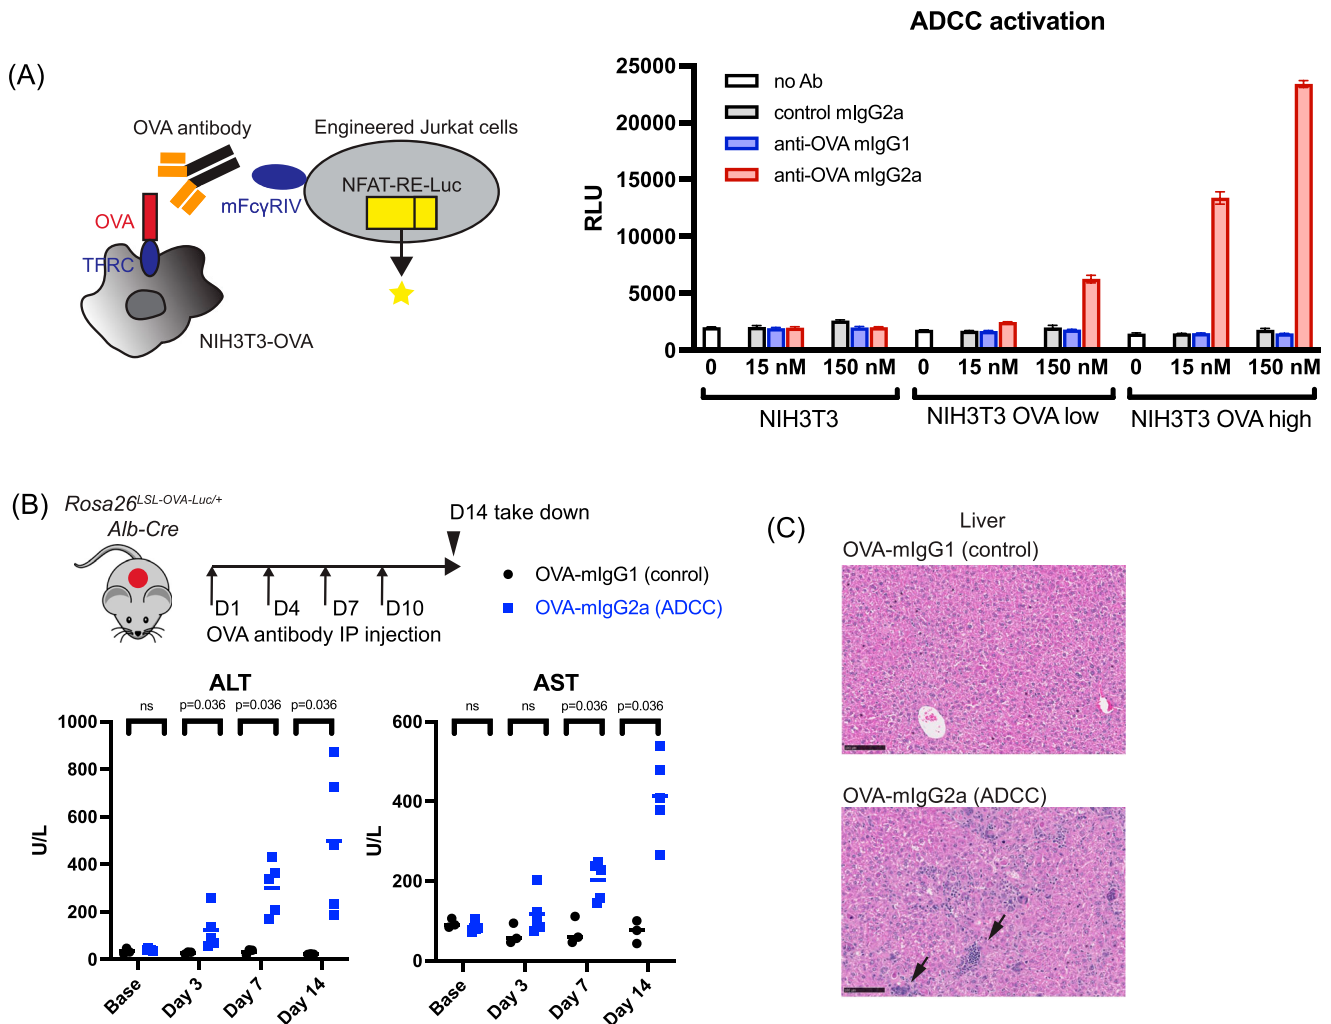 (A)
OVA antibody
Engineered Jurkat cells
NFAT-RE-Luc
mFcγRIV
OVA
TFRC
NIH3T3-OVA
ADCC activation
25000
20000
15000
10000
5000
0
RLU
no Ab
control mIgG2a
anti-OVA mIgG1
anti-OVA mIgG2a
0 15 nM 150 nM 0 15 nM 150 nM 0 15 nM 150 nM
NIH3T3 NIH3T3 OVA low NIH3T3 OVA high
(B)
Rosa26LSL-OVA-Luc/+
Alb-Cre
D14 take down
D1 D4 D7 D10
OVA antibody IP injection
OVA-mIgG1 (conrol)
OVA-mIgG2a (ADCC)
ALT
ns p=0.036 p=0.036 p=0.036
1000
800
600
400
200
0
U/L
Base Day 3 Day 7 Day 14
AST
ns ns p=0.036 p=0.036
600
400
200
0
U/L
Base Day 3 Day 7 Day 14
(C)
Liver
OVA-mIgG1 (control)
OVA-mIgG2a (ADCC)